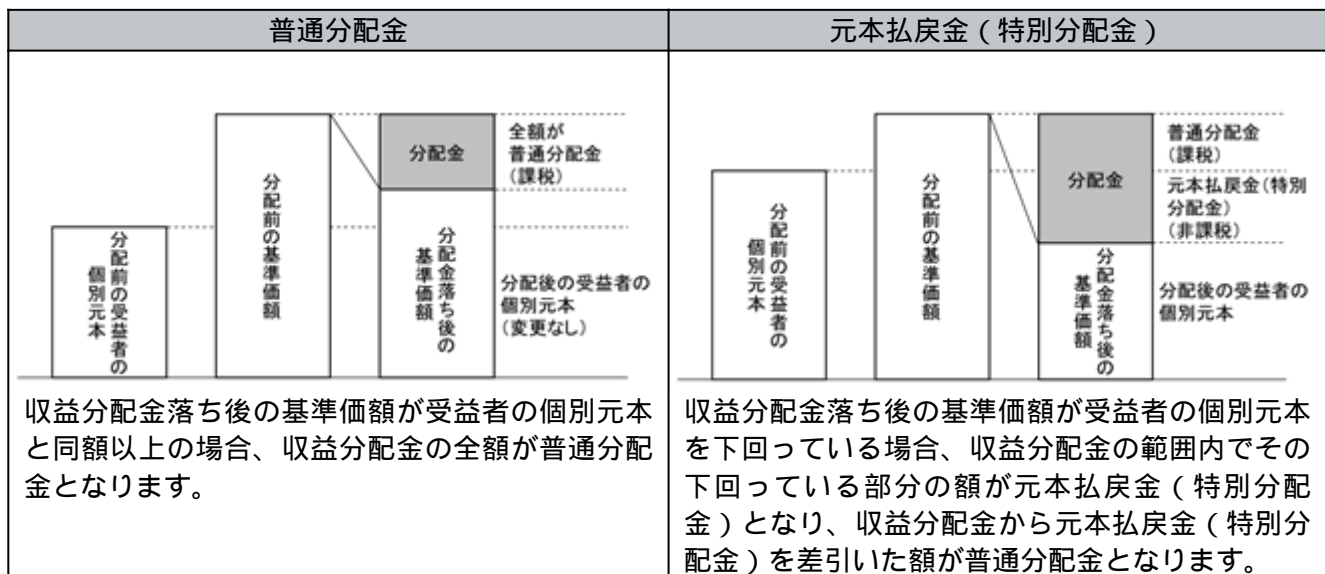 普通分配金
分配前の受益者の
個別元本
分配前の基準価額
分配金
分配金落ち後の
基準価額
全額が
普通分配金
(課税)
分配後の受益者の
個別元本
(変更なし)
収益分配金落ち後の基準価額が受益者の個別元本
と同額以上の場合、収益分配金の全額が普通分配
金となります。
元本払戻金(特別分配金)
分配前の受益者の
個別元本
分配前の基準価額
分配金
分配金落ち後の
基準価額
普通分配金
(課税)
元本払戻金(特別
分配金)
(非課税)
分配後の受益者の
個別元本
収益分配金落ち後の基準価額が受益者の個別元本
を下回っている場合、収益分配金の範囲内でその
下回っている部分の額が元本払戻金(特別分配
金)となり、収益分配金から元本払戻金(特別分
配金)を差引いた額が普通分配金となります。